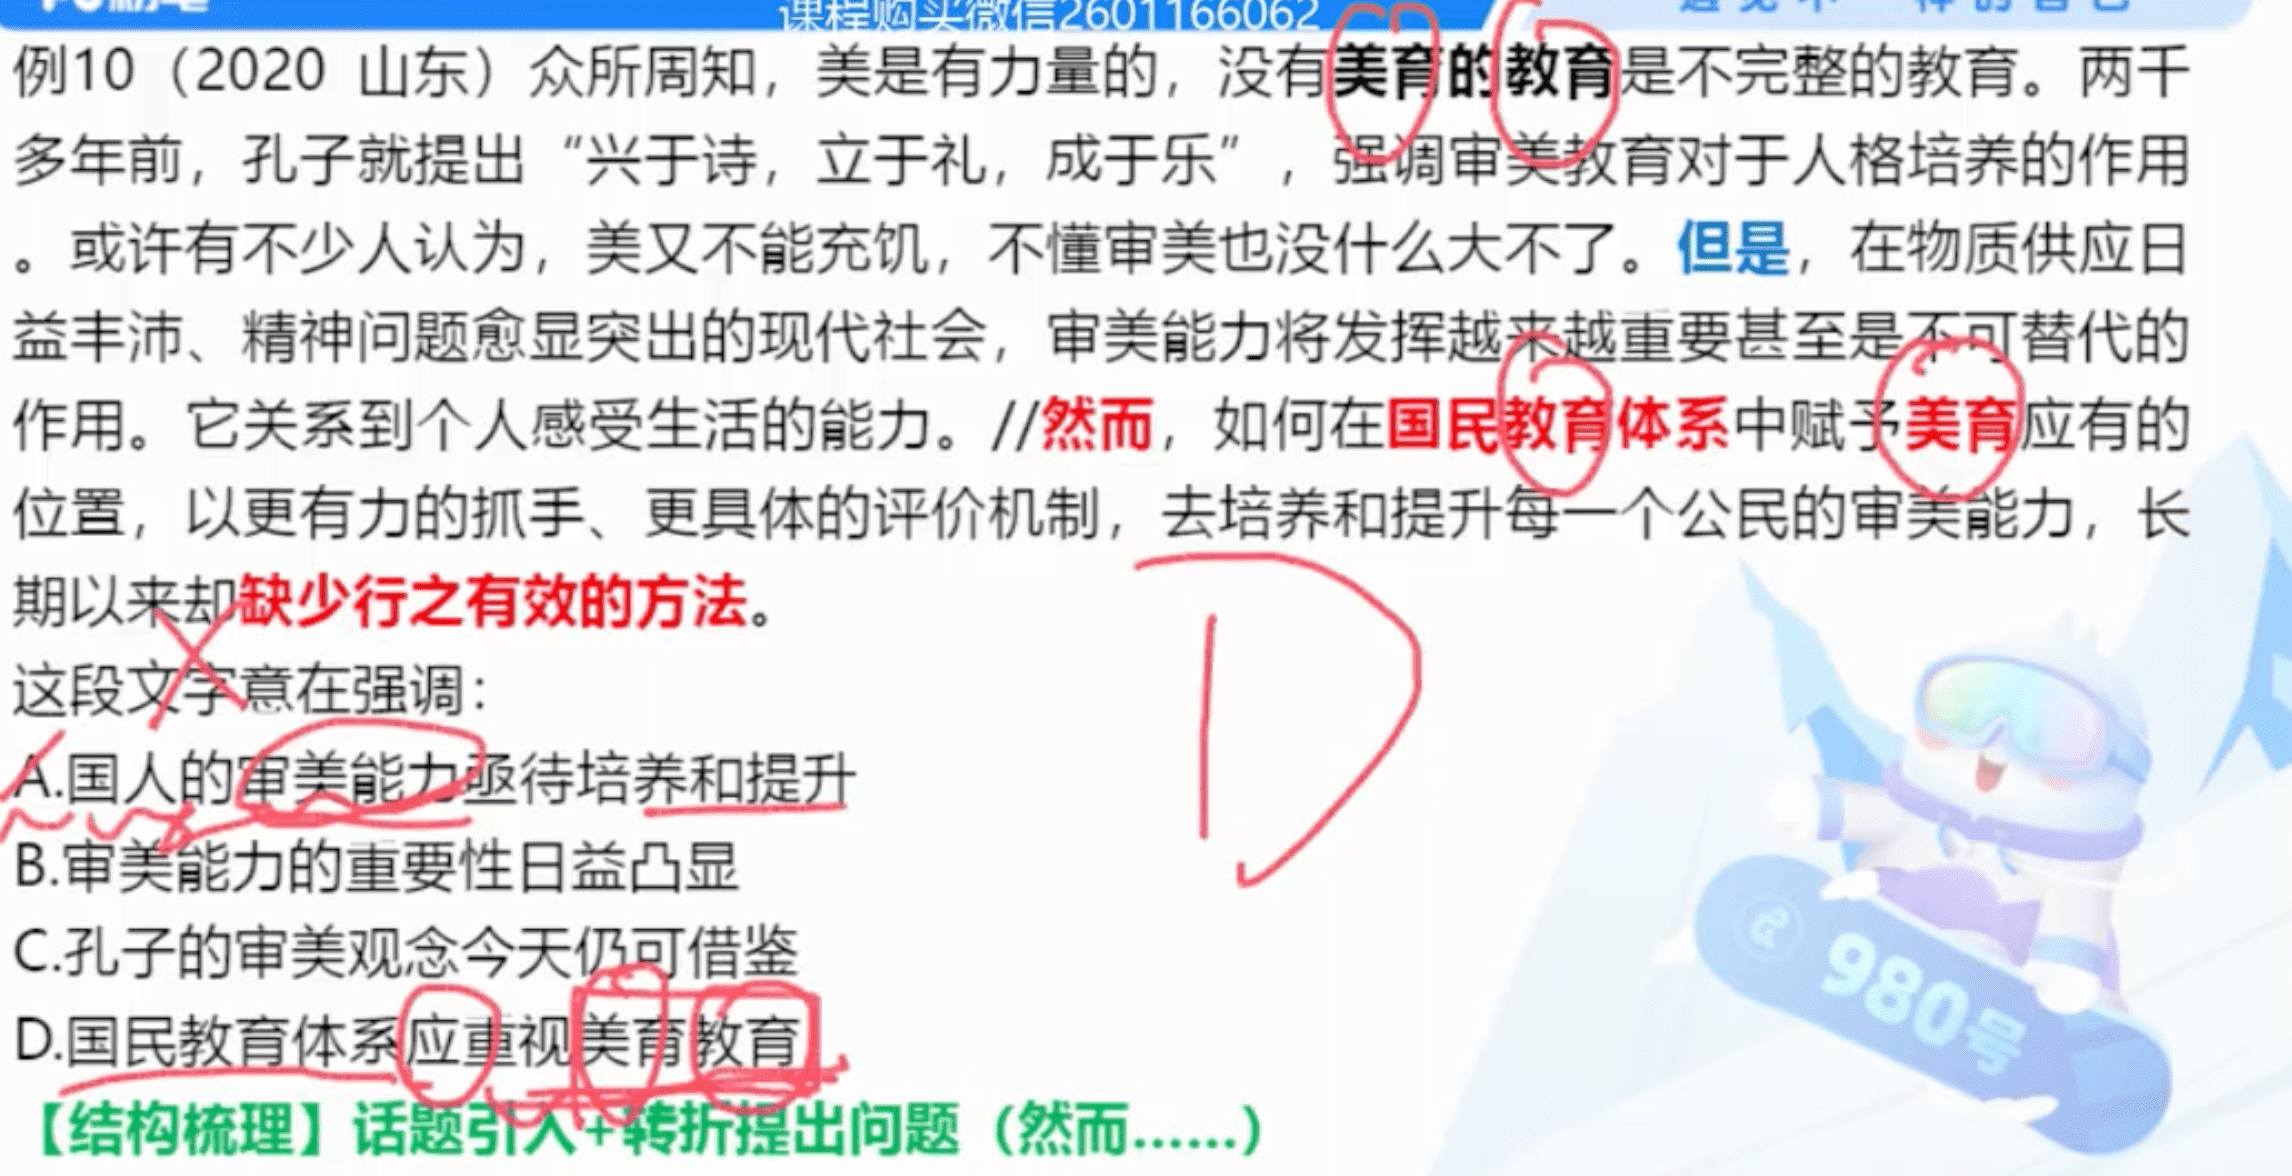 课程购买微信2601166062
例10（2020 山东）众所周知，美是有力量的，没有美育的教育是不完整的教育。两千
多年前，孔子就提出“兴于诗，立于礼，成于乐”，强调审美教育对于人格培养的作用
。或许有不少人认为，美又不能充饥，不懂审美也没什么大不了。但是，在物质供应日
益丰沛、精神问题愈显突出的现代社会，审美能力将发挥越来越重要甚至是不可替代的
作用。它关系到个人感受生活的能力。//然而，如何在国民教育体系中赋予美育应有的
位置，以更有力的抓手、更具体的评价机制，去培养和提升每一个公民的审美能力，长
期以来却缺少行之有效的方法。
这段文字意在强调：
A.国人的审美能力亟待培养和提升
B.审美能力的重要性日益凸显
C.孔子的审美观念今天仍可借鉴
D.国民教育体系应重视美育教育
【结构梳理】话题引入+转折提出问题（然而……）
D
980号